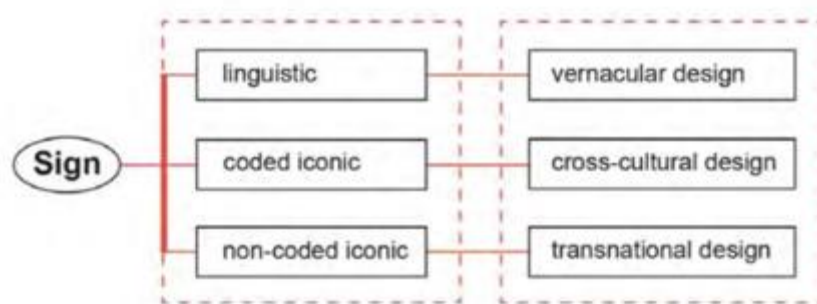 linguistic
vernacular design
Sign
coded iconic
cross-cultural design
non-coded iconic
transnational design